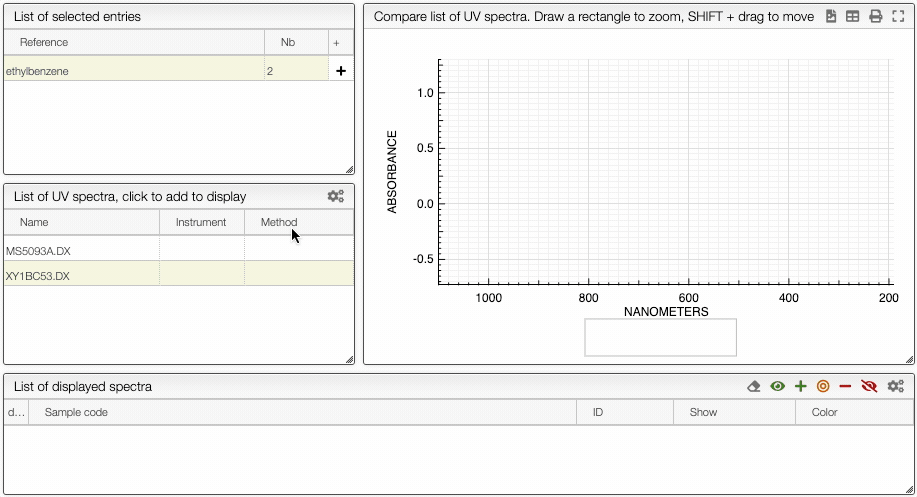 List of selected entries
Reference Nb +
ethylbenzene 2 +
List of UV spectra, click to add to display
Name Instrument Method
MS5093A.DX
XY1BC53.DX
Compare list of UV spectra. Draw a rectangle to zoom, SHIFT + drag to move
ABSORBANCE
1.0
0.5
0.0
-0.5
1000 800 600 400 200
NANOMETERS
List of displayed spectra
d... Sample code ID Show Color